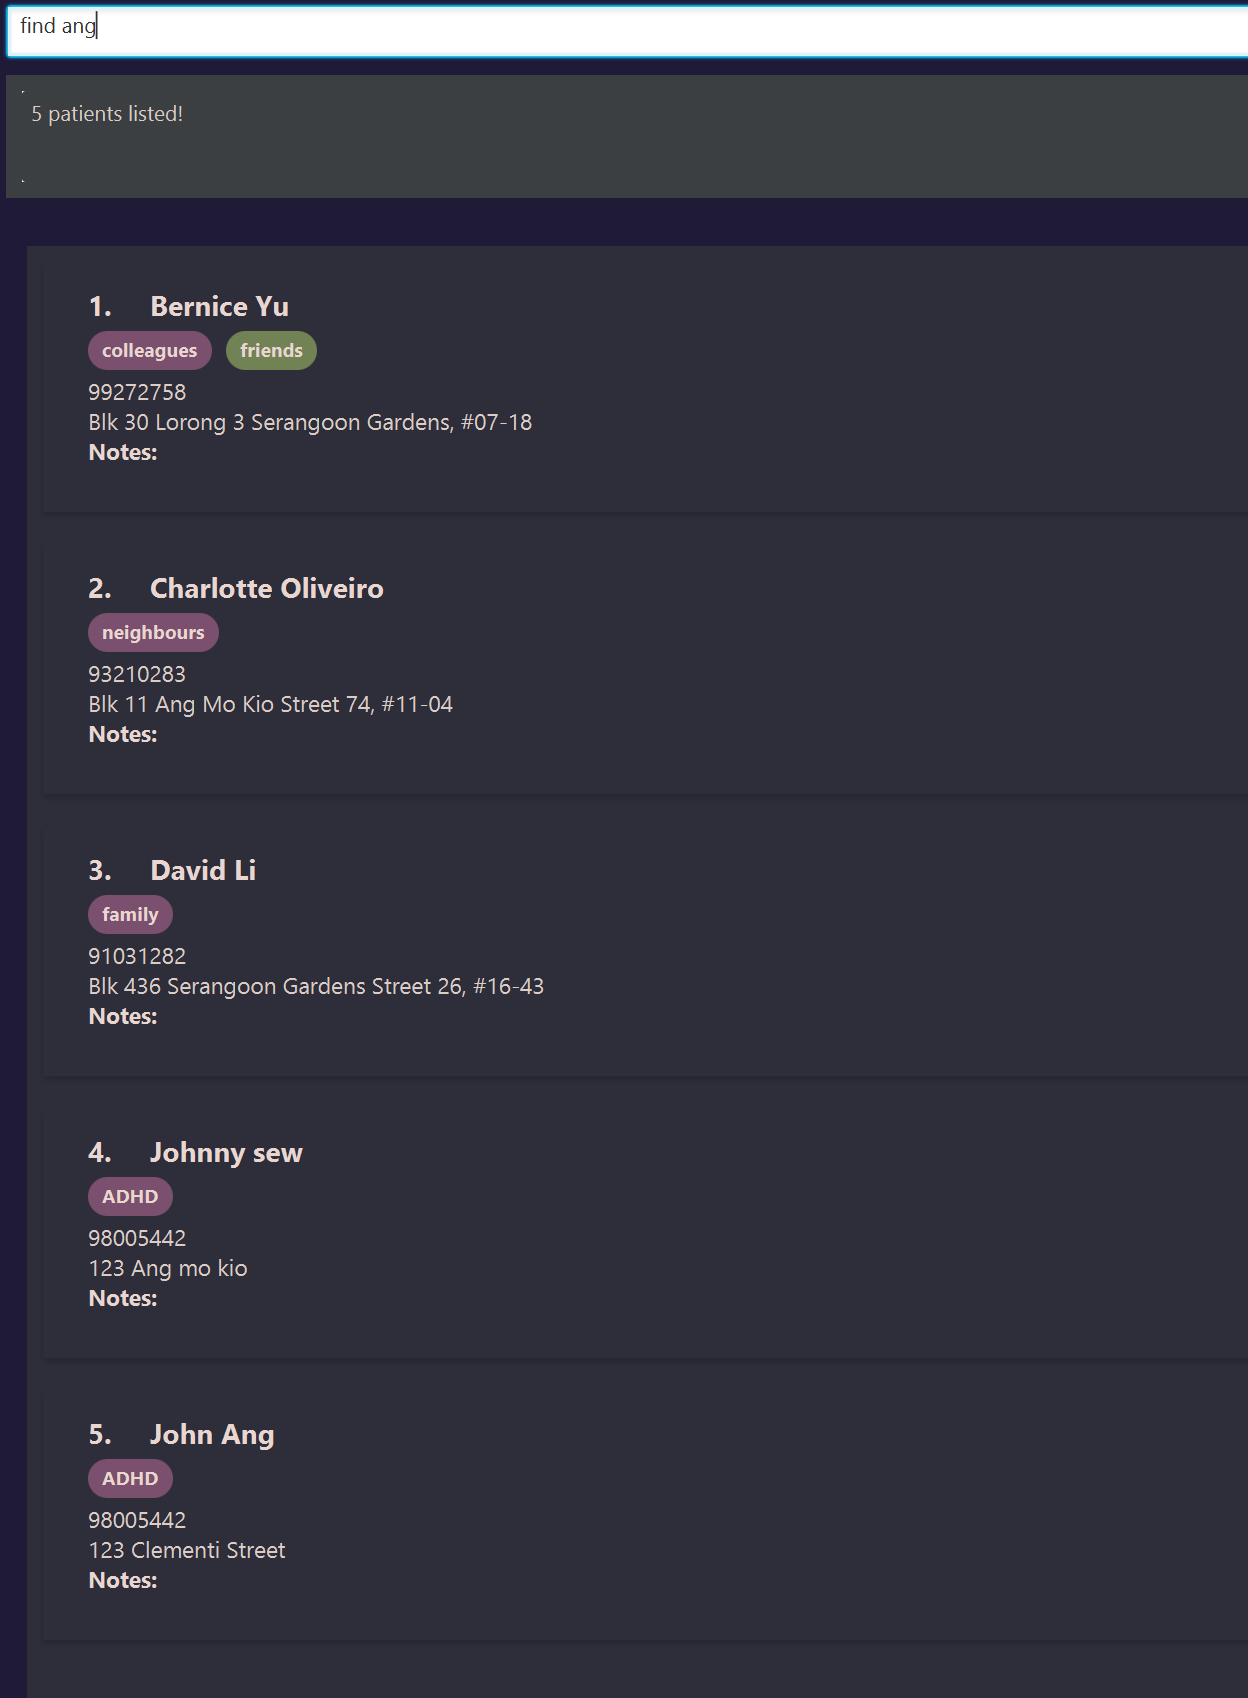 find ang
5 patients listed!
1. Bernice Yu
colleagues friends
99272758
Blk 30 Lorong 3 Serangoon Gardens, #07-18
Notes:
2. Charlotte Oliveiro
neighbours
93210283
Blk 11 Ang Mo Kio Street 74, #11-04
Notes:
3. David Li
family
91031282
Blk 436 Serangoon Gardens Street 26, #16-43
Notes:
4. Johnny sew
ADHD
98005442
123 Ang mo kio
Notes:
5. John Ang
ADHD
98005442
123 Clementi Street
Notes: